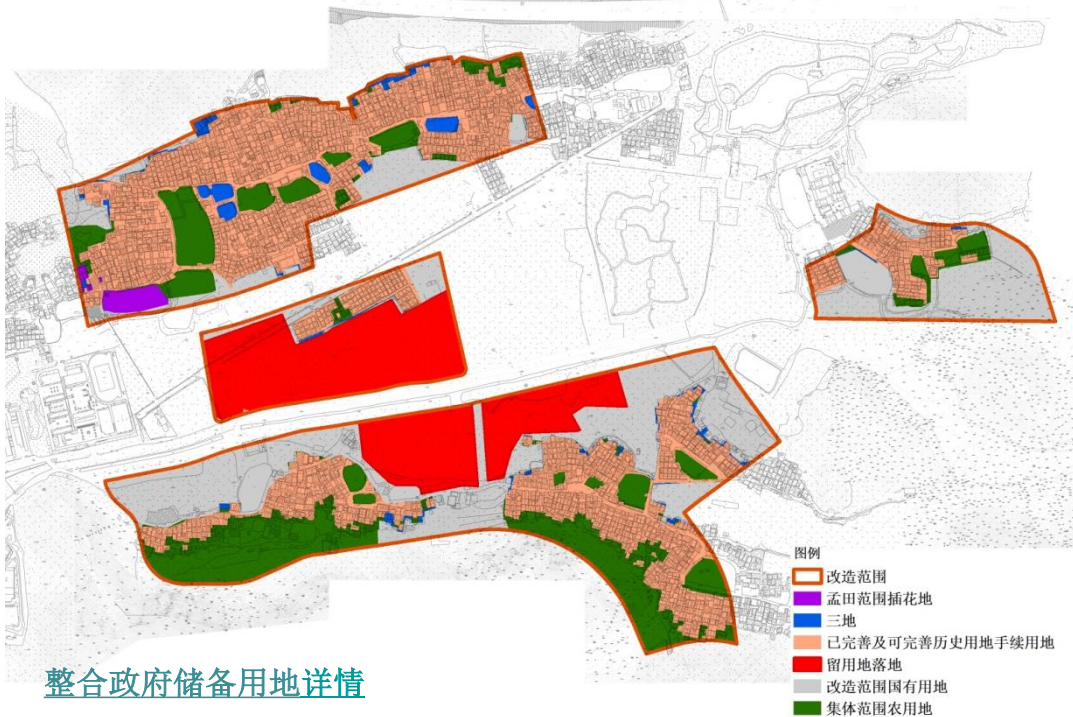 图例
改造范围
孟田范围插花地
三地
已完善及可完善历史用地手续用地
留用地落地
改造范围国有用地
集体范围农用地
整合政府储备用地详情